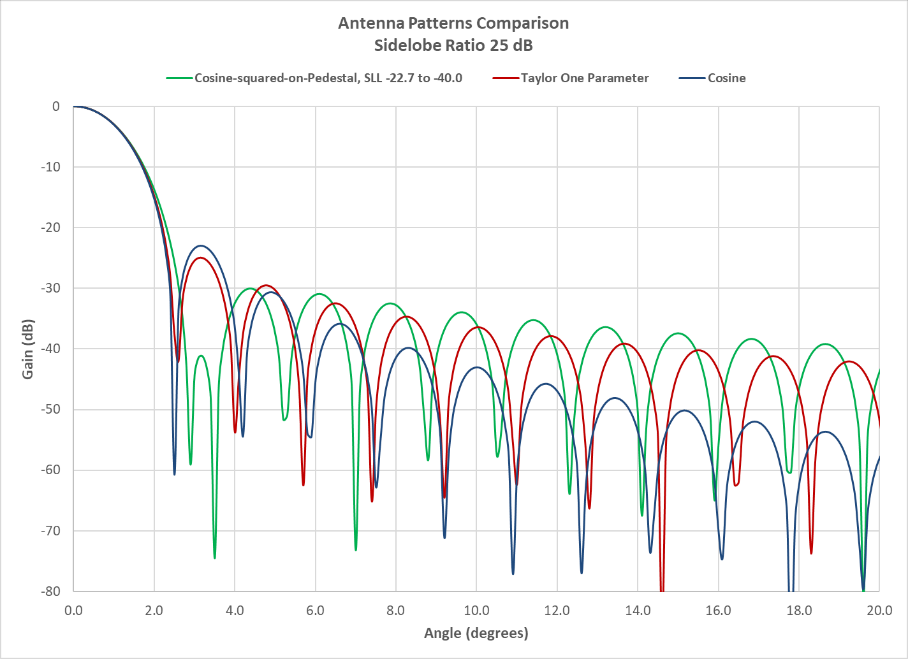 Antenna Patterns Comparison
Sidelobe Ratio 25 dB
Cosine-squared-on-Pedestal, SLL -22.7 to -40.0 Taylor One Parameter Cosine
0
-10
-20
-30
-40
-50
-60
-70
-80
Gain (dB)
0.0 2.0 4.0 6.0 8.0 10.0 12.0 14.0 16.0 18.0 20.0
Angle (degrees)